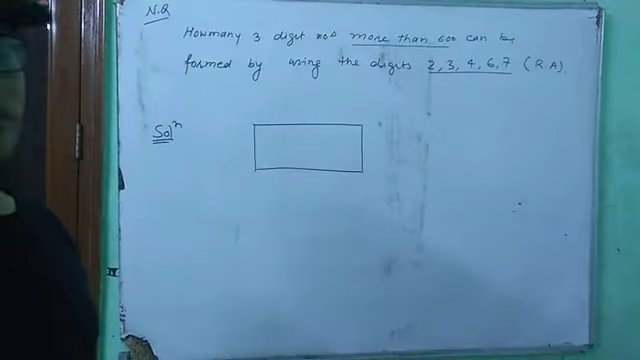 N.Q
Howmany 3 digit nos more than 600 can be
formed by using the digits 2, 3, 4, 6, 7 (R.A).
Solⁿ